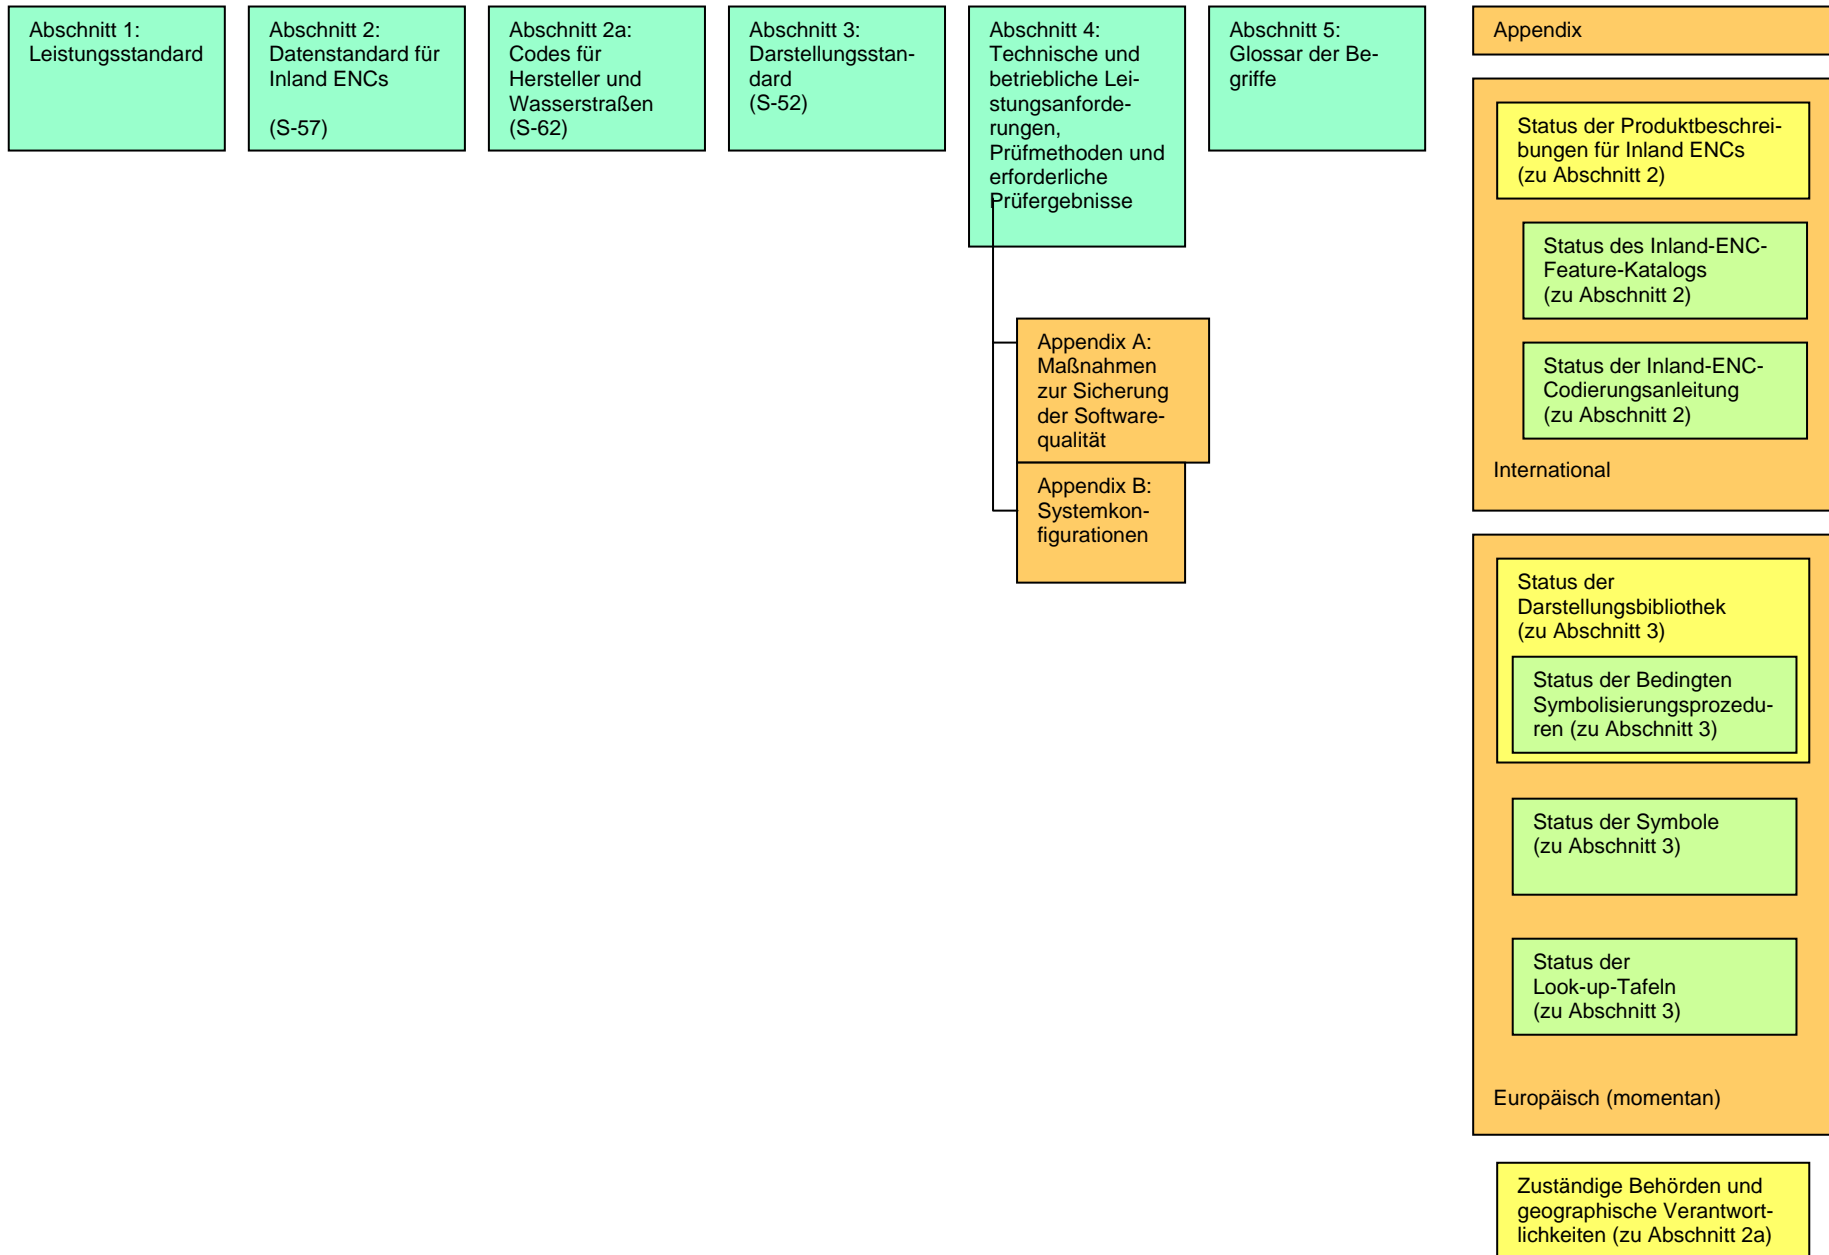 Abschnitt 1:
Leistungsstandard
Abschnitt 2:
Datenstandard für
Inland ENCs
(S-57)
Abschnitt 2a:
Codes für
Hersteller und
Wasserstraßen
(S-62)
Abschnitt 3:
Darstellungsstan-
dard
(S-52)
Abschnitt 4:
Technische und
betriebliche Lei-
stungsanforde-
rungen,
Prüfmethoden und
erforderliche
Prüfergebnisse
Abschnitt 5:
Glossar der Be-
griffe
Appendix A:
Maßnahmen
zur Sicherung
der Software-
qualität
Appendix B:
Systemkon-
figurationen
Appendix
Status der Produktbeschrei-
bungen für Inland ENCs
(zu Abschnitt 2)
Status des Inland-ENC-
Feature-Katalogs
(zu Abschnitt 2)
Status der Inland-ENC-
Codierungsanleitung
(zu Abschnitt 2)
International
Status der
Darstellungsbibliothek
(zu Abschnitt 3)
Status der Bedingten
Symbolisierungsprozedu-
ren (zu Abschnitt 3)
Status der Symbole
(zu Abschnitt 3)
Status der
Look-up-Tafeln
(zu Abschnitt 3)
Europäisch (momentan)
Zuständige Behörden und
geographische Verantwort-
lichkeiten (zu Abschnitt 2a)